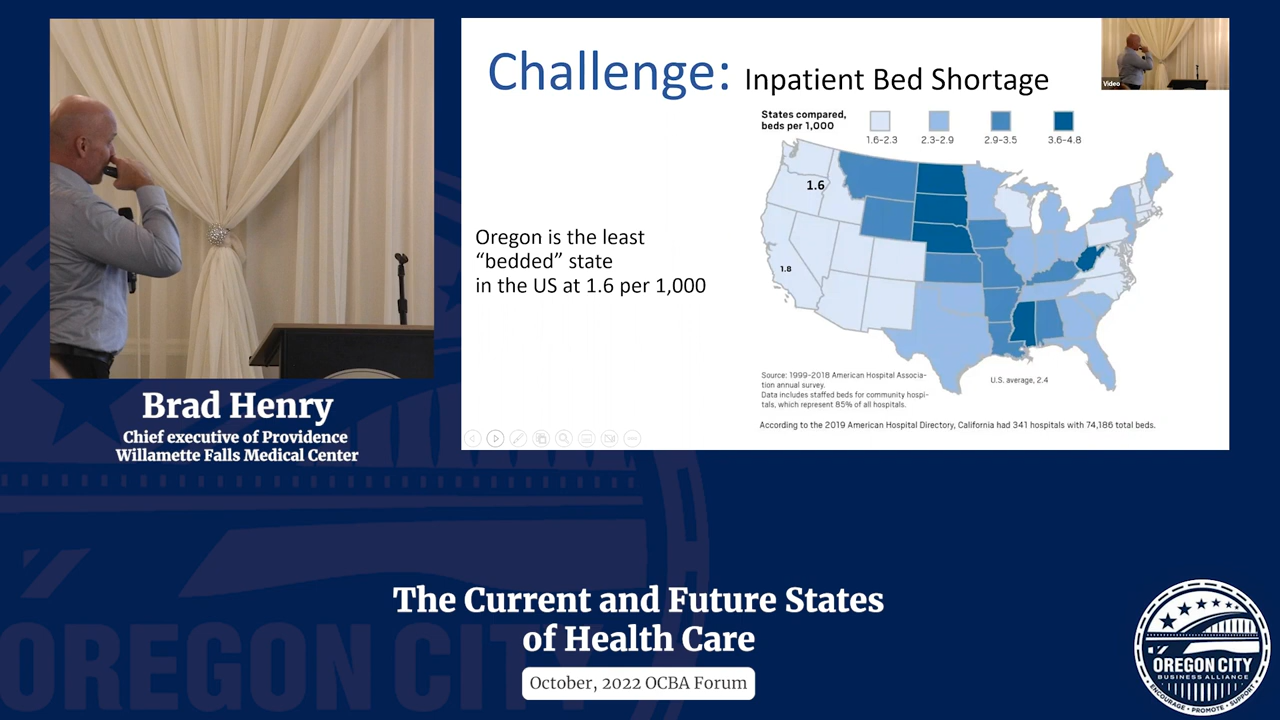 Challenge: Inpatient Bed Shortage
Video
States compared,
beds per 1,000
1.6–2.3
2.3–2.9
2.9–3.5
3.6–4.8
1.6
1.8
Oregon is the least
“bedded” state
in the US at 1.6 per 1,000
Source: 1999–2018 American Hospital Associa-
tion annual survey.
Data includes staffed beds for community hospi-
tals, which represent 85% of all hospitals.
U.S. average, 2.4
According to the 2019 American Hospital Directory, California had 341 hospitals with 74,186 total beds.
Brad Henry
Chief executive of Providence
Willamette Falls Medical Center
The Current and Future States
of Health Care
October, 2022 OCBA Forum
OREGON CITY
BUSINESS ALLIANCE
ENCOURAGE • PROMOTE • SUPPORT
OREGON C